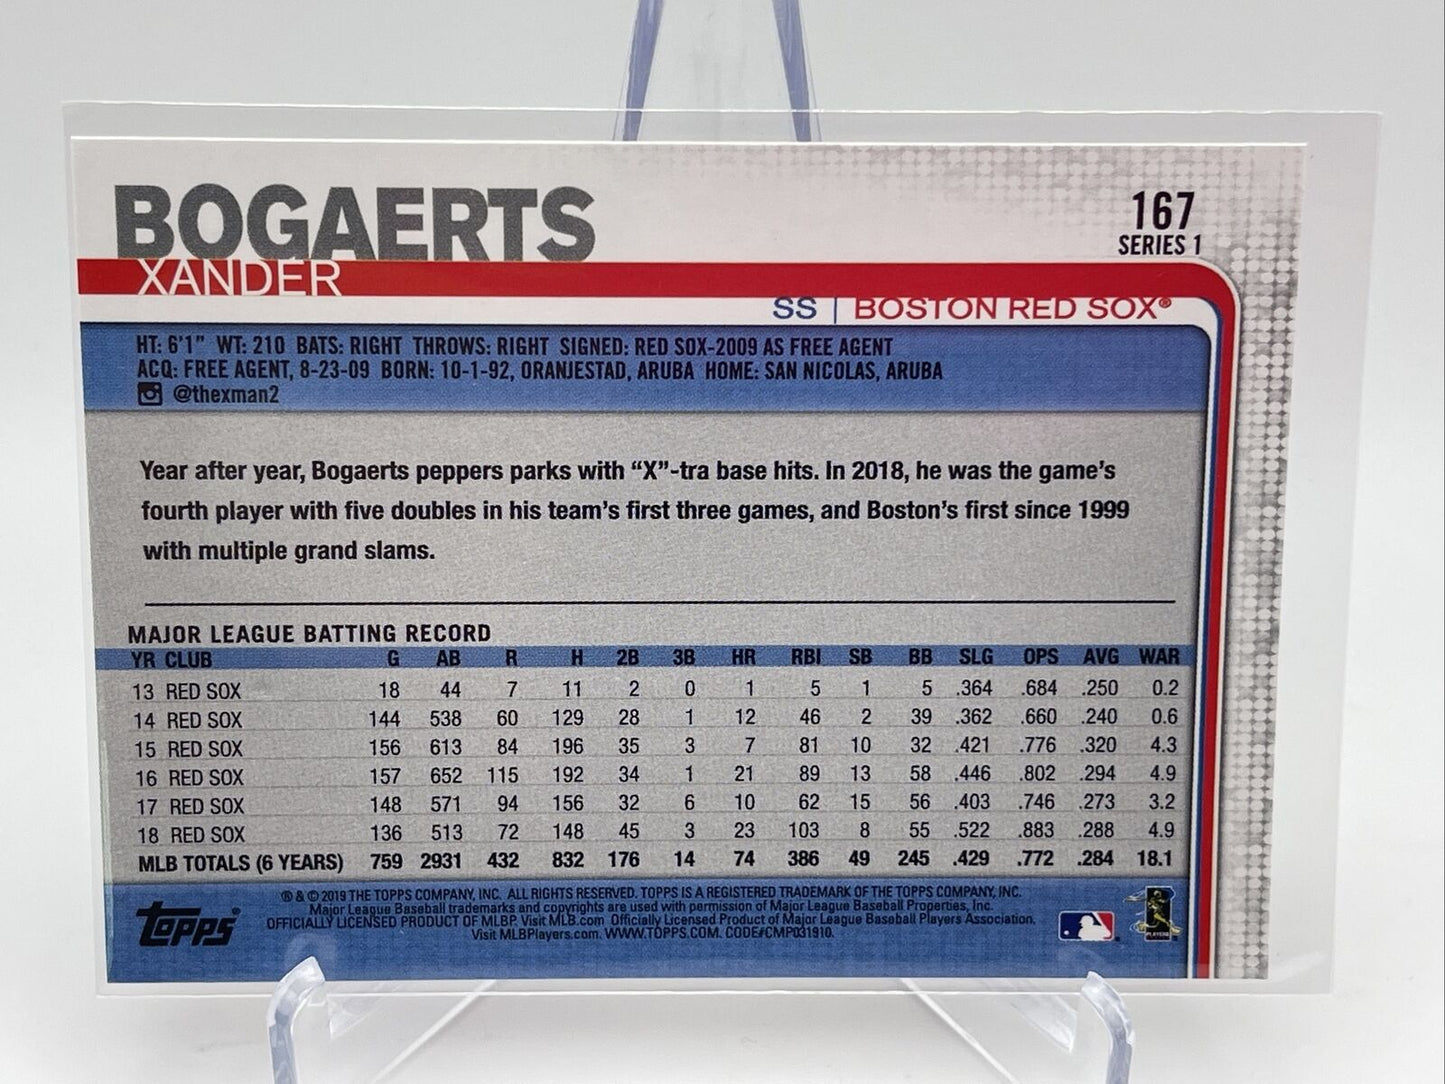 BOGAERTS
XANDER
167
SERIES 1
SS | BOSTON RED SOX®
HT: 6'1" WT: 210 BATS: RIGHT THROWS: RIGHT SIGNED: RED SOX-2009 AS FREE AGENT
ACQ: FREE AGENT, 8-23-09 BORN: 10-1-92, ORANJESTAD, ARUBA HOME: SAN NICOLAS, ARUBA
@thexman2
Year after year, Bogaerts peppers parks with “X”-tra base hits. In 2018, he was the game's
fourth player with five doubles in his team's first three games, and Boston's first since 1999
with multiple grand slams.
MAJOR LEAGUE BATTING RECORD
YR CLUB G AB R H 2B 3B HR RBI SB BB SLG OPS AVG WAR
13 RED SOX 18 44 7 11 2 0 1 5 1 5 .364 .684 .250 0.2
14 RED SOX 144 538 60 129 28 1 12 46 2 39 .362 .660 .240 0.6
15 RED SOX 156 613 84 196 35 3 7 81 10 32 .421 .776 .320 4.3
16 RED SOX 157 652 115 192 34 1 21 89 13 58 .446 .802 .294 4.9
17 RED SOX 148 571 94 156 32 6 10 62 15 56 .403 .746 .273 3.2
18 RED SOX 136 513 72 148 45 3 23 103 8 55 .522 .883 .288 4.9
MLB TOTALS (6 YEARS) 759 2931 432 832 176 14 74 386 49 245 .429 .772 .284 18.1
topps®
® & © 2019 THE TOPPS COMPANY, INC. ALL RIGHTS RESERVED. TOPPS IS A REGISTERED TRADEMARK OF THE TOPPS COMPANY, INC.
Major League Baseball trademarks and copyrights are used with permission of Major League Baseball Properties, Inc.
OFFICIALLY LICENSED PRODUCT OF MLBP. Visit MLB.com Officially Licensed Product of Major League Baseball Players Association.
Visit MLBPlayers.com. WWW.TOPPS.COM. CODE#CMP031910.
PLAYERS